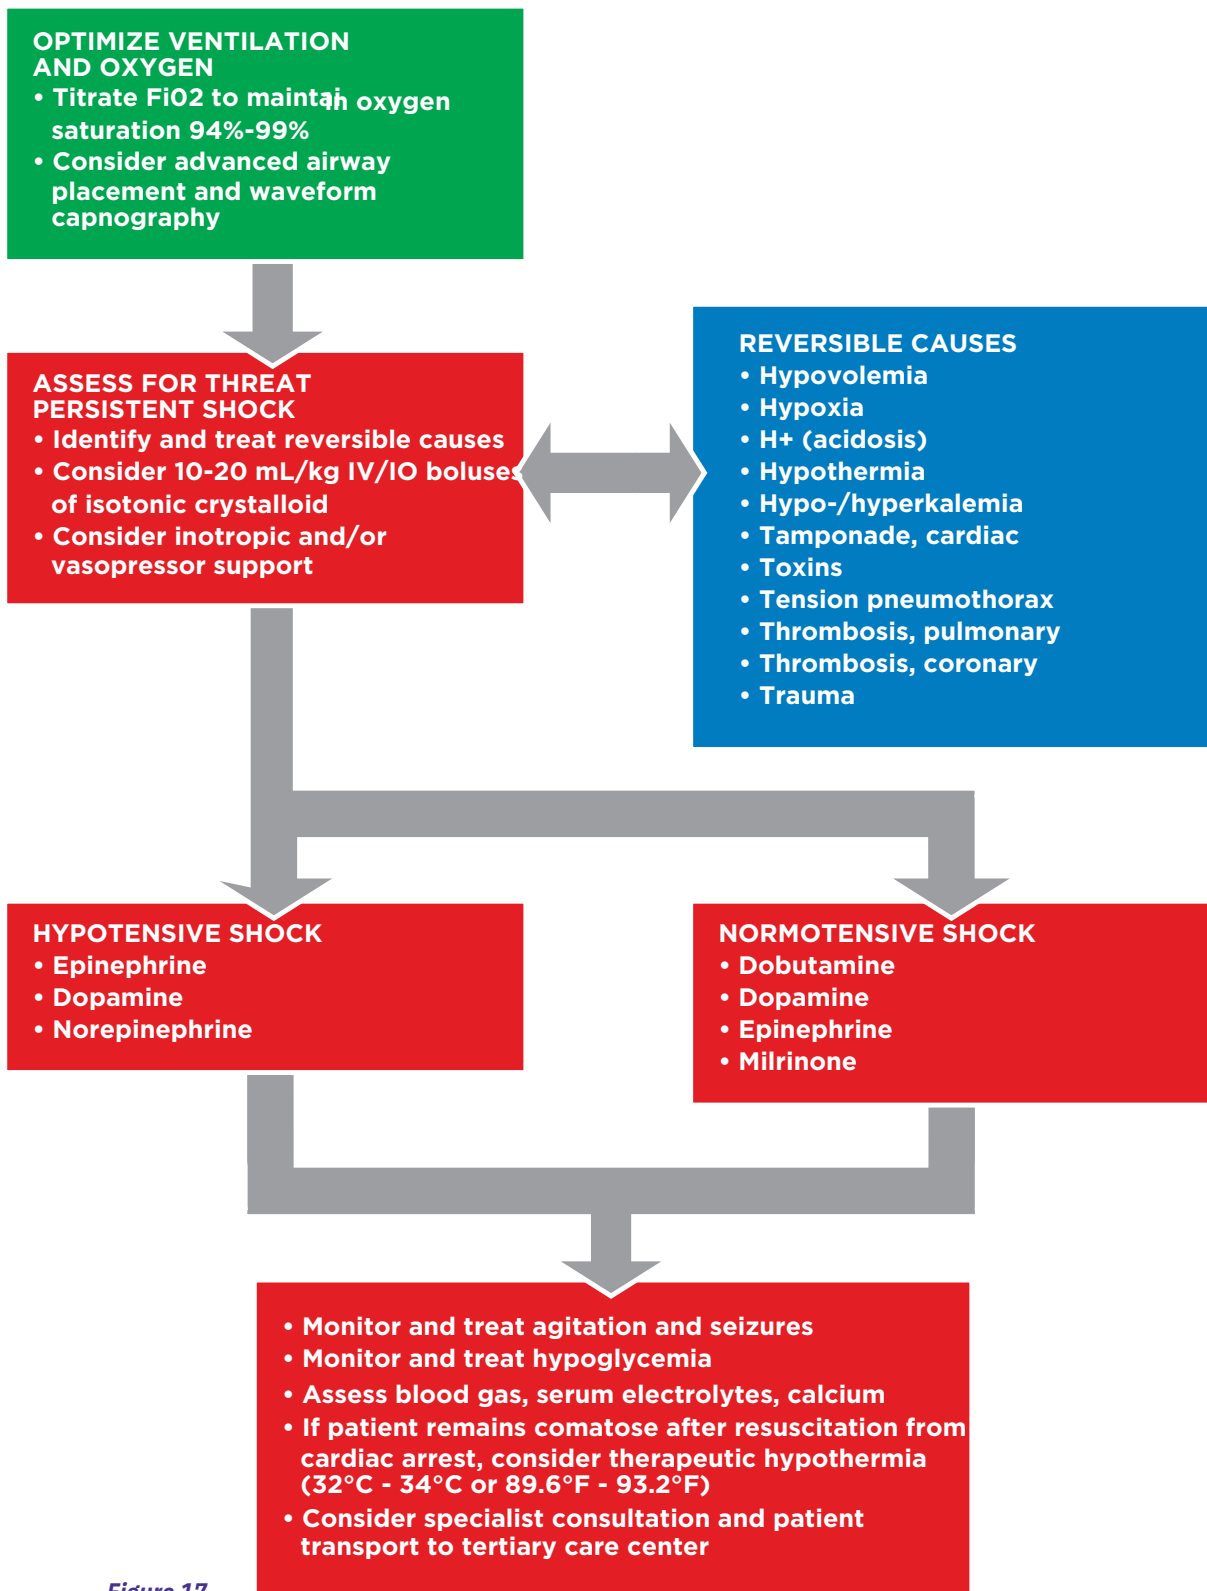 OPTIMIZE VENTILATION
AND OXYGEN
• Titrate Fi02 to maintain oxygen
saturation 94%-99%
• Consider advanced airway
placement and waveform
capnography
ASSESS FOR THREAT
PERSISTENT SHOCK
• Identify and treat reversible causes
• Consider 10-20 mL/kg IV/IO boluses
of isotonic crystalloid
• Consider inotropic and/or
vasopressor support
REVERSIBLE CAUSES
• Hypovolemia
• Hypoxia
• H+ (acidosis)
• Hypothermia
• Hypo-/hyperkalemia
• Tamponade, cardiac
• Toxins
• Tension pneumothorax
• Thrombosis, pulmonary
• Thrombosis, coronary
• Trauma
HYPOTENSIVE SHOCK
• Epinephrine
• Dopamine
• Norepinephrine
NORMOTENSIVE SHOCK
• Dobutamine
• Dopamine
• Epinephrine
• Milrinone
• Monitor and treat agitation and seizures
• Monitor and treat hypoglycemia
• Assess blood gas, serum electrolytes, calcium
• If patient remains comatose after resuscitation from
cardiac arrest, consider therapeutic hypothermia
(32°C - 34°C or 89.6°F - 93.2°F)
• Consider specialist consultation and patient
transport to tertiary care center
Figure 17